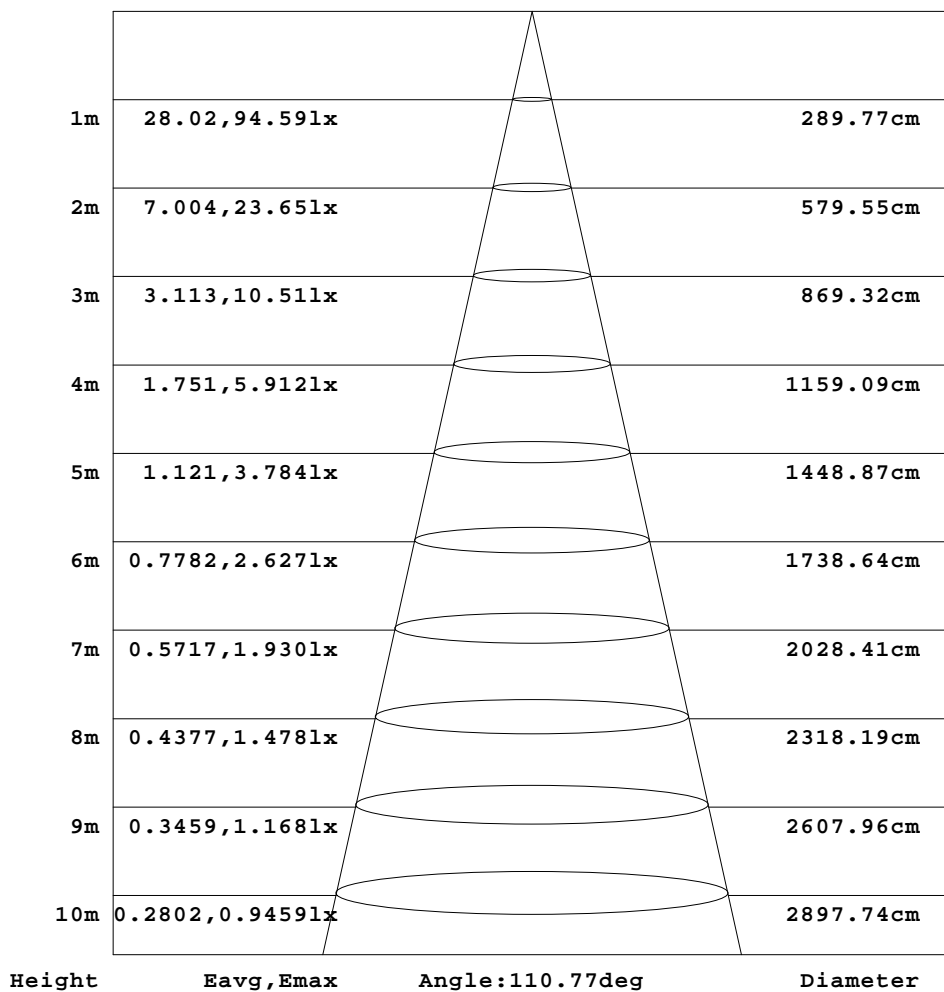 1m 28.02,94.59lx 289.77cm
2m 7.004,23.65lx 579.55cm
3m 3.113,10.51lx 869.32cm
4m 1.751,5.912lx 1159.09cm
5m 1.121,3.784lx 1448.87cm
6m 0.7782,2.627lx 1738.64cm
7m 0.5717,1.930lx 2028.41cm
8m 0.4377,1.478lx 2318.19cm
9m 0.3459,1.168lx 2607.96cm
10m 0.2802,0.9459lx 2897.74cm
Height Eavg,Emax Angle:110.77deg Diameter